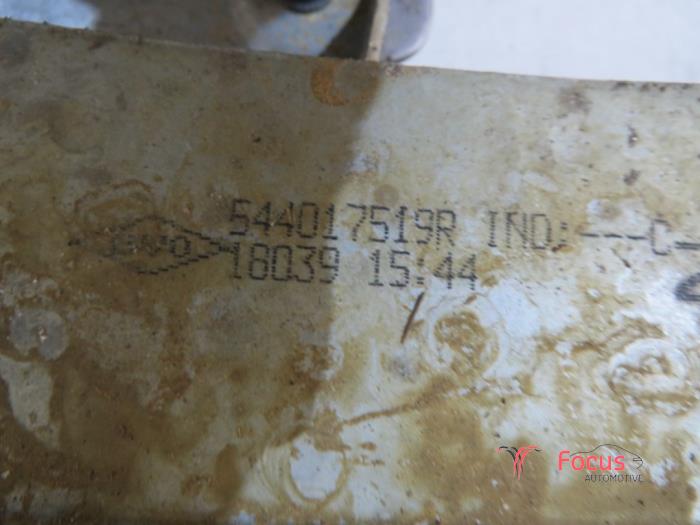 544017519R IND:---C
18039 15:44
Focus
AUTOMOTIVE